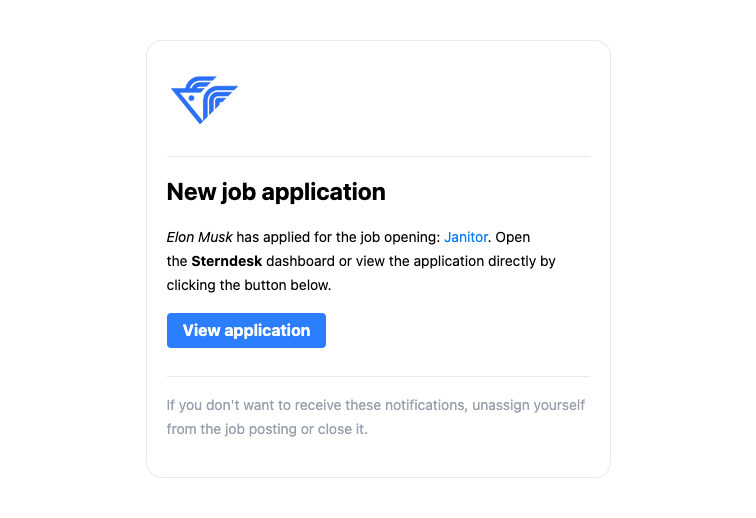 New job application
Elon Musk has applied for the job opening: Janitor. Open
the Sterndesk dashboard or view the application directly by
clicking the button below.
View application
If you don't want to receive these notifications, unassign yourself
from the job posting or close it.